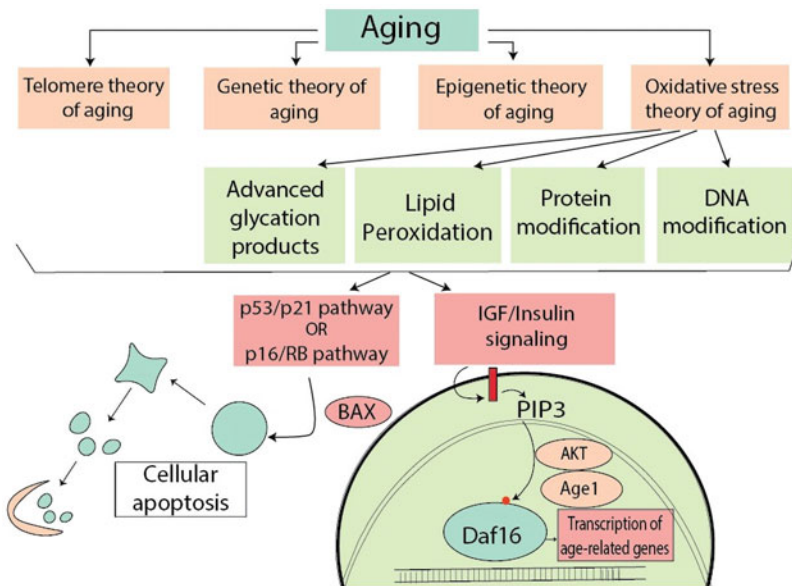 Aging
Telomere theory
of aging
Genetic theory of
aging
Epigenetic theory
of aging
Oxidative stress
theory of aging
Advanced
glycation
products
Lipid
Peroxidation
Protein
modification
DNA
modification
p53/p21 pathway
OR
p16/RB pathway
IGF/Insulin
signaling
BAX
PIP3
Cellular
apoptosis
AKT
Age1
Daf16
Transcription of
age-related genes